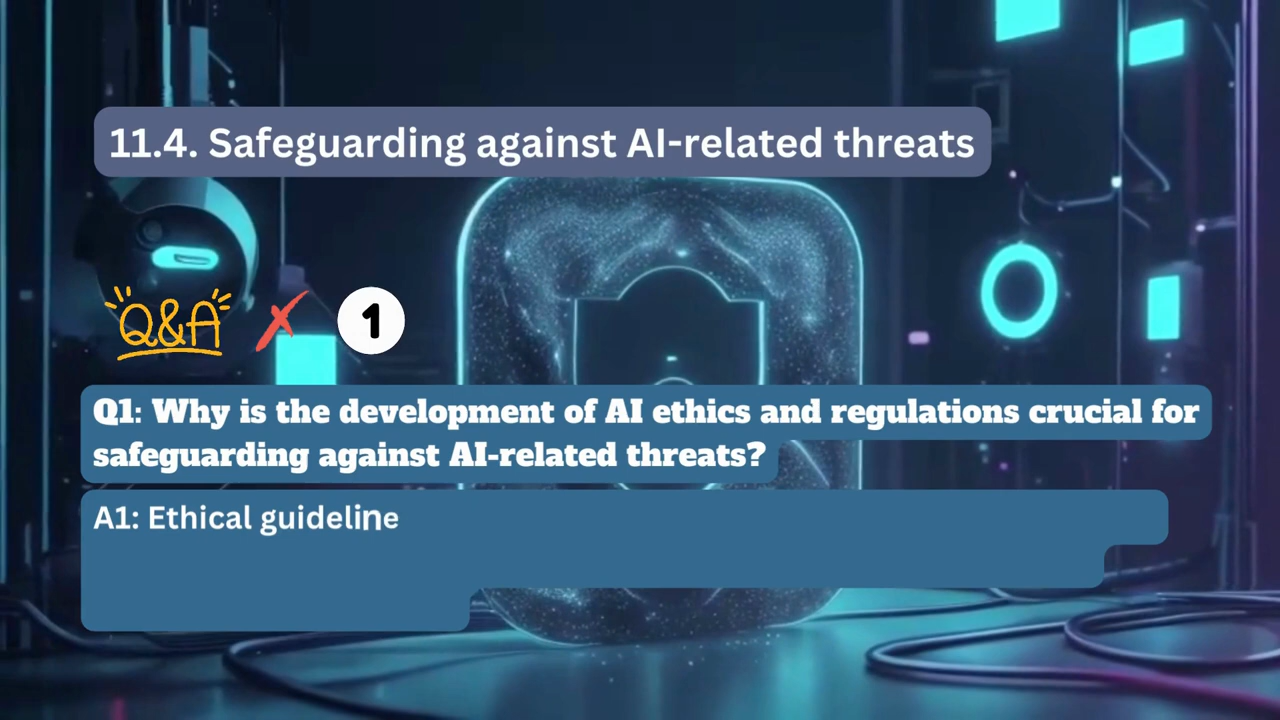 11.4. Safeguarding against AI-related threats
Q&A
1
Q1: Why is the development of AI ethics and regulations crucial for
safeguarding against AI-related threats?
A1: Ethical guideline